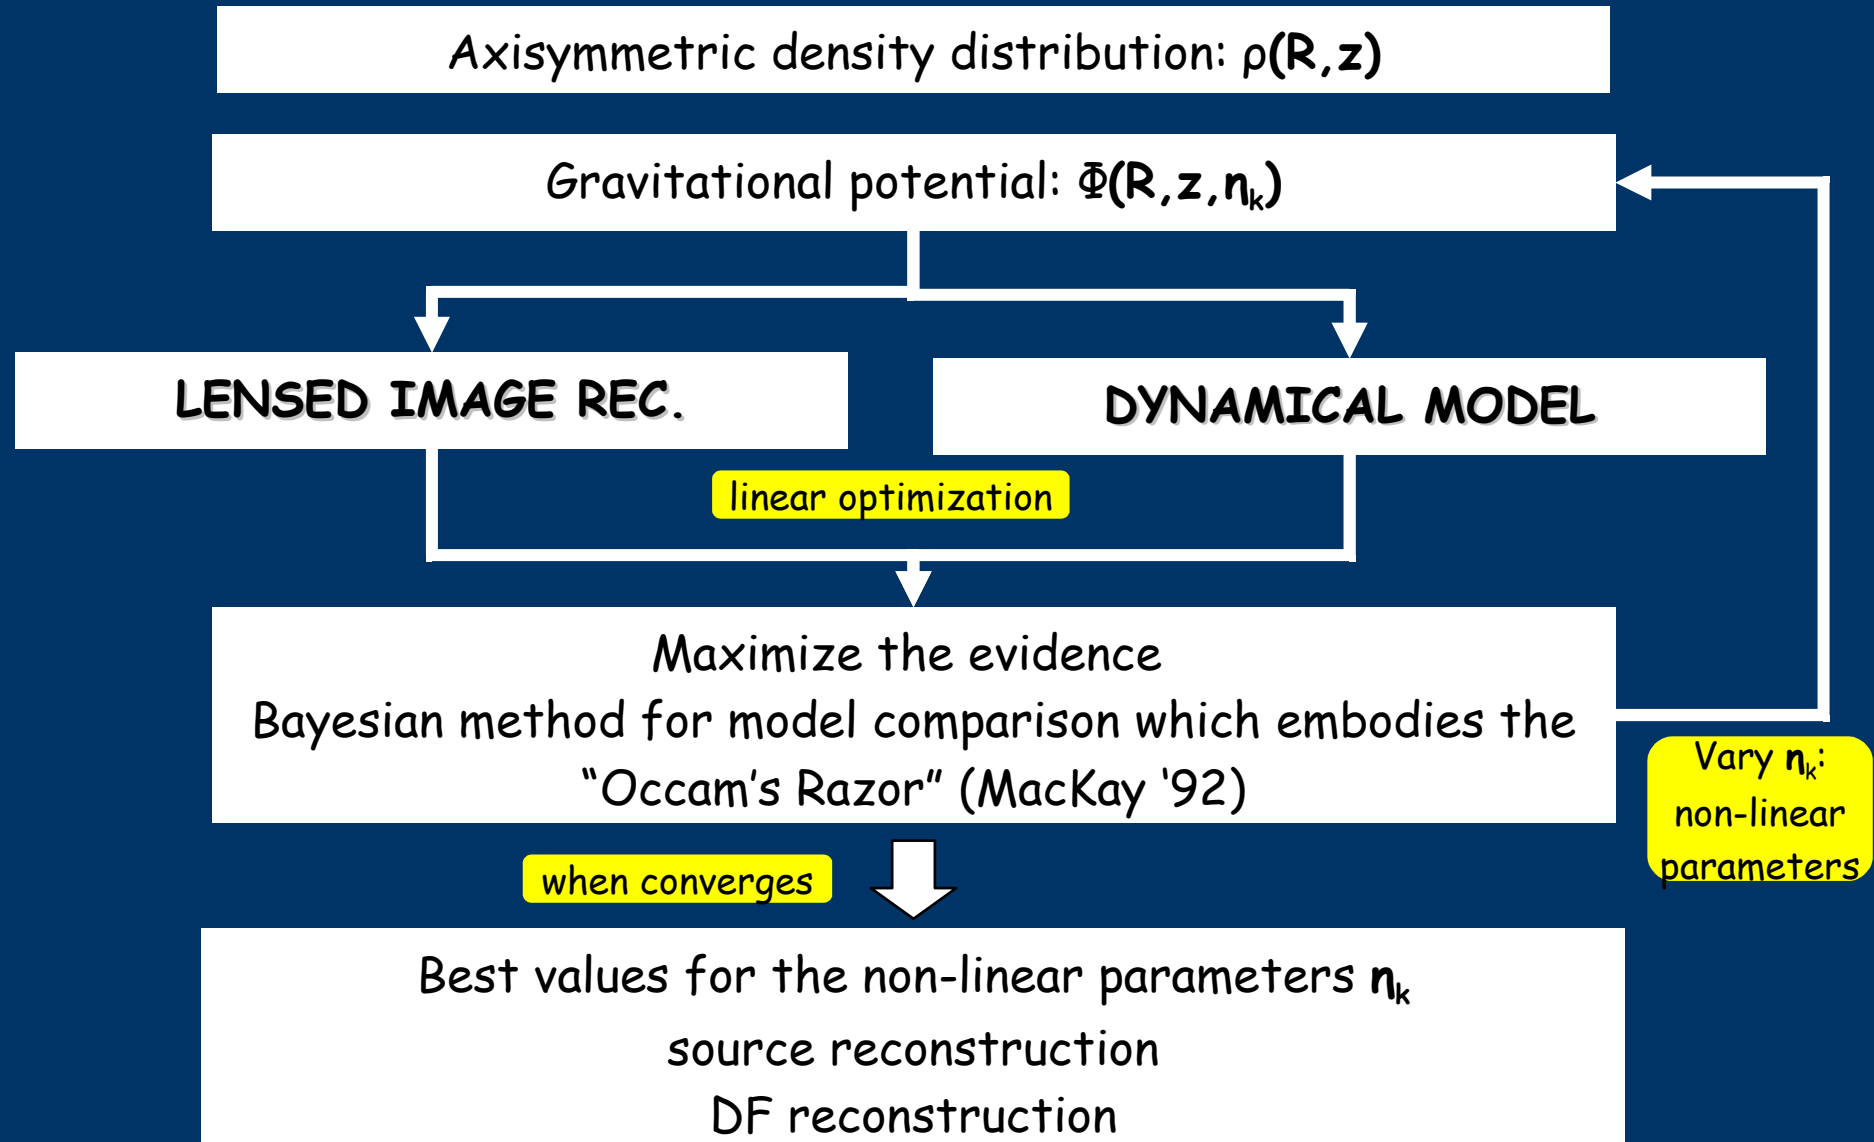 Axisymmetric density distribution: ρ(R,z)
Gravitational potential: Φ(R,z,ηₖ)
LENSED IMAGE REC.
DYNAMICAL MODEL
linear optimization
Maximize the evidence
Bayesian method for model comparison which embodies the
“Occam’s Razor” (MacKay ‘92)
Vary ηₖ:
non-linear
parameters
when converges
Best values for the non-linear parameters ηₖ
source reconstruction
DF reconstruction